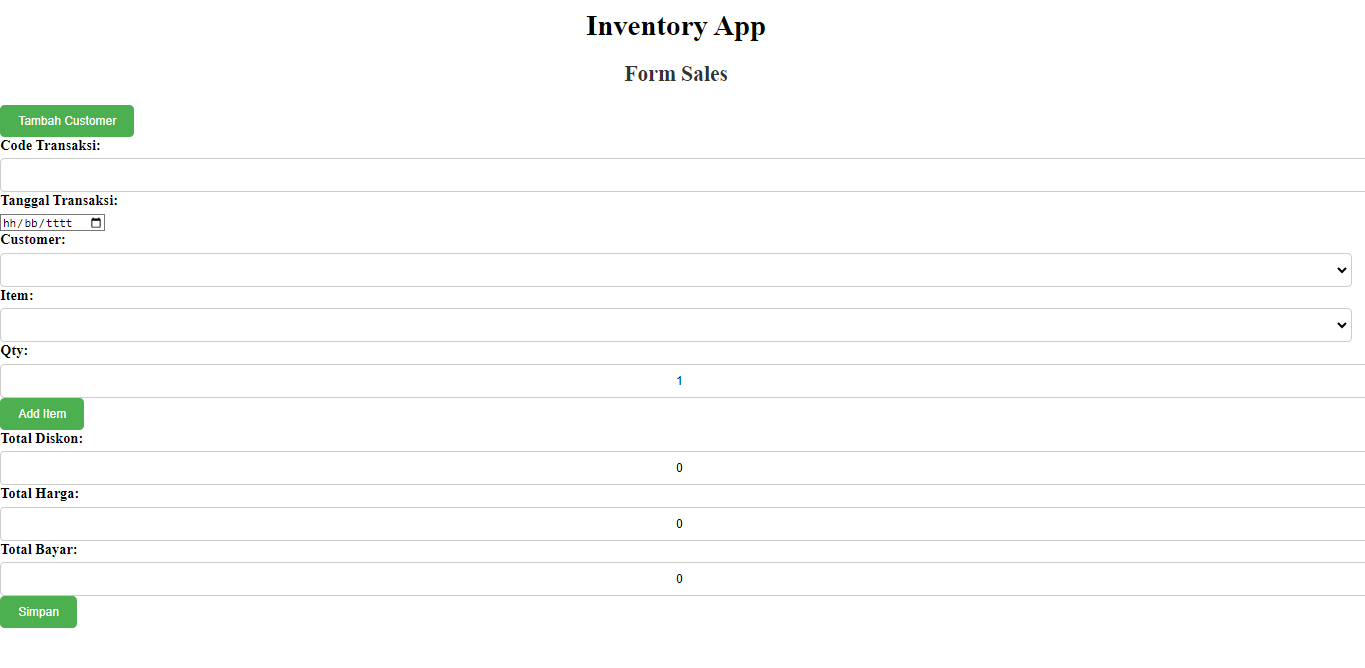 Inventory App
Form Sales
Tambah Customer
Code Transaksi:
Tanggal Transaksi:
hh/bb/tttt
Customer:
Item:
Qty:
1
Add Item
Total Diskon:
0
Total Harga:
0
Total Bayar:
0
Simpan